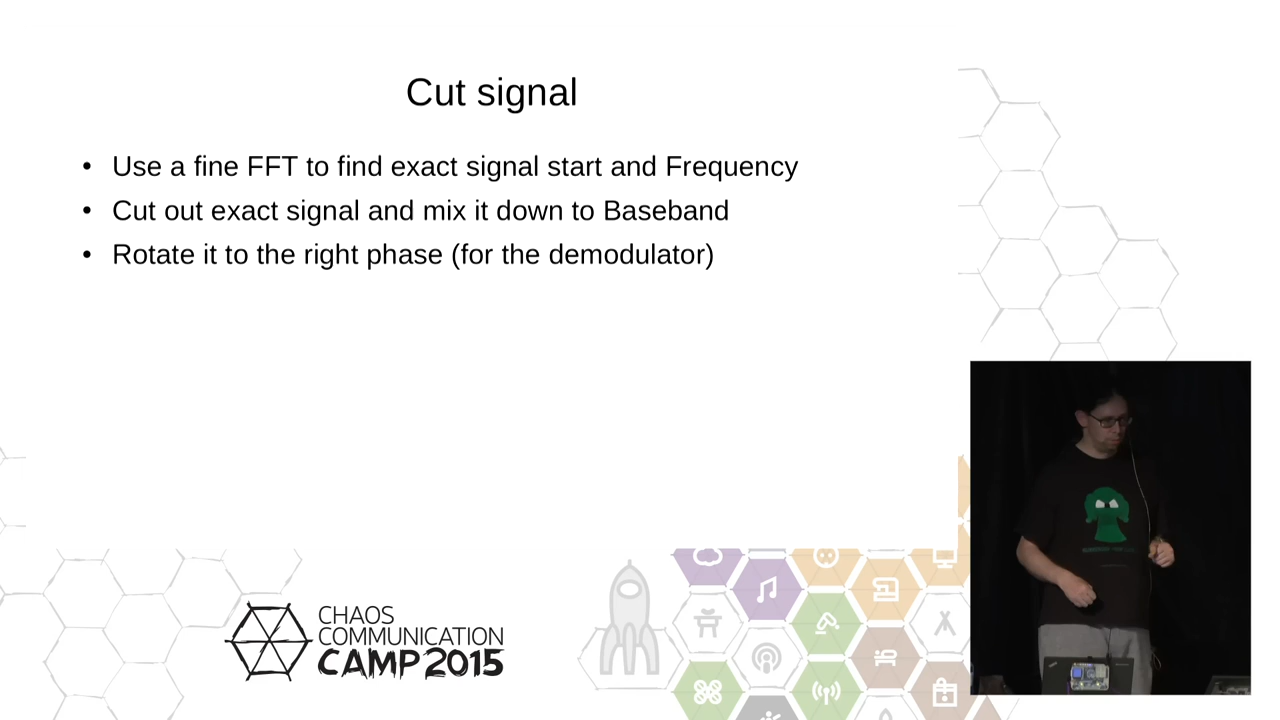 Cut signal
• Use a fine FFT to find exact signal start and Frequency
• Cut out exact signal and mix it down to Baseband
• Rotate it to the right phase (for the demodulator)
CHAOS
COMMUNICATION
CAMP 2015